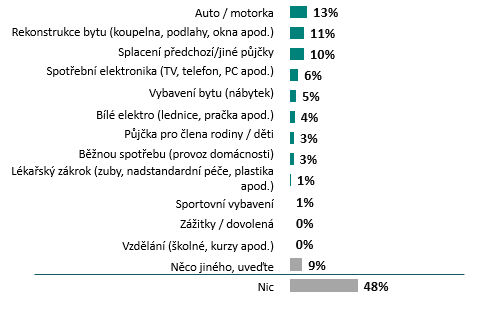 Auto / motorka 13%
Rekonstrukce bytu (koupelna, podlahy, okna apod.) 11%
Splacení předchozí/jiné půjčky 10%
Spotřební elektronika (TV, telefon, PC apod.) 6%
Vybavení bytu (nábytek) 5%
Bílé elektro (lednice, pračka apod.) 4%
Půjčka pro člena rodiny / děti 3%
Běžnou spotřebu (provoz domácnosti) 3%
Lékařský zákrok (zuby, nadstandardní péče, plastika
apod.) 1%
Sportovní vybavení 1%
Zážitky / dovolená 0%
Vzdělání (školné, kurzy apod.) 0%
Něco jiného, uveďte 9%
Nic 48%